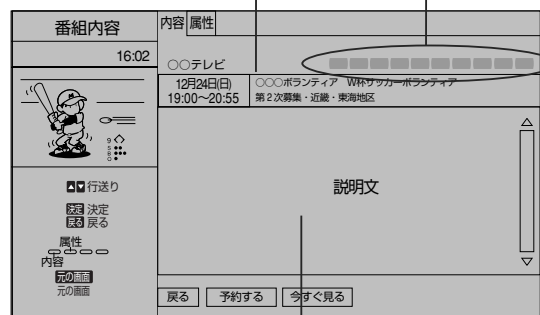 番組内容
内容 属性
16:02
○○テレビ
12月24日(日)
19:00～20:55
○○○ボランティア W杯サッカーボランティア
第2次募集・近畿・東海地区
9
S
B
O
説明文
▲▼行送り
決定 決定
戻る 戻る
属性
内容
元の画面
元の画面
戻る 予約する 今すぐ見る